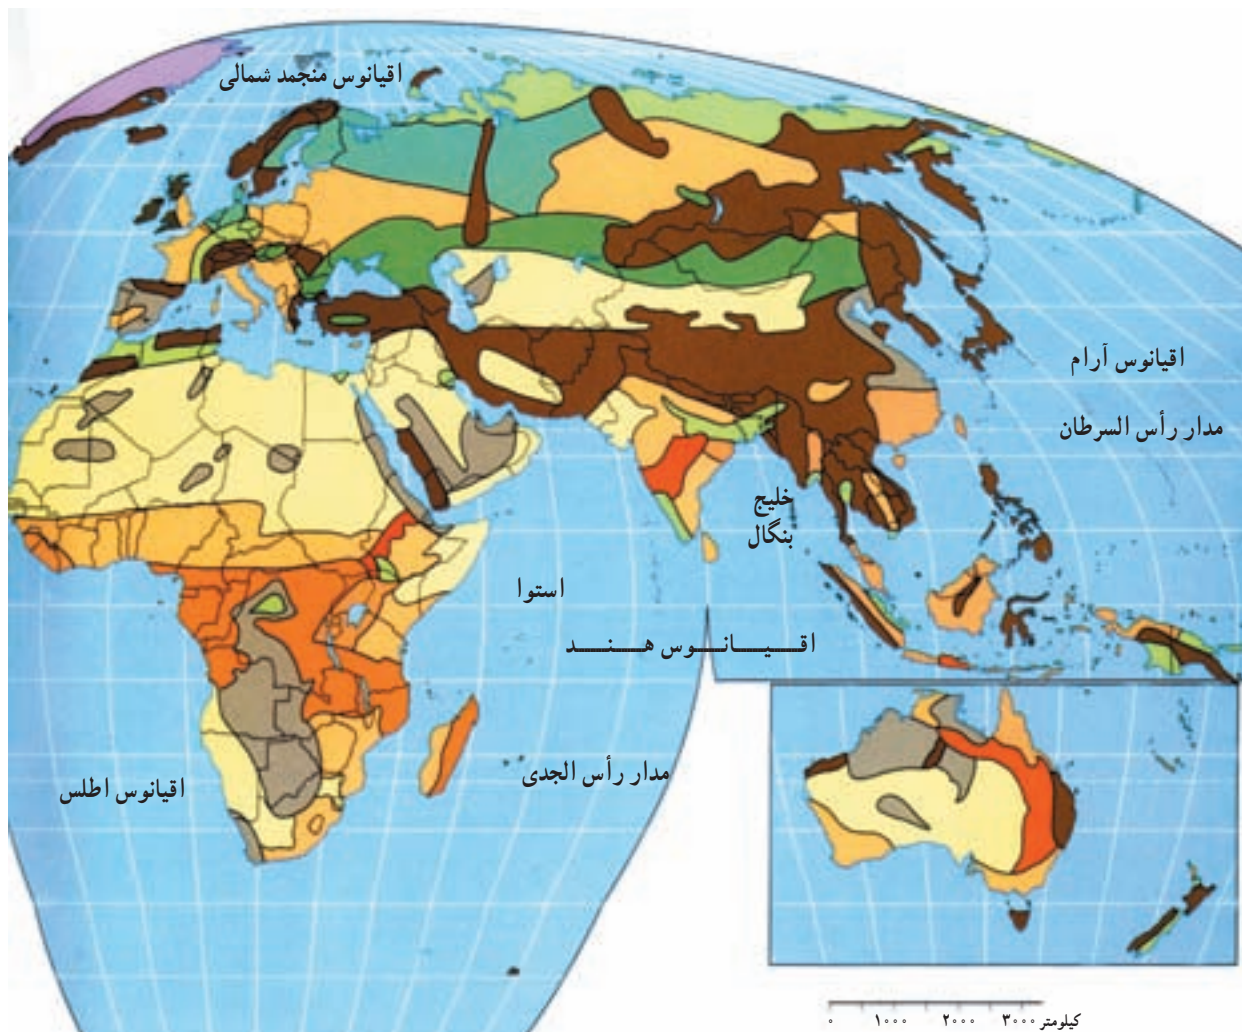 اقیانوس منجمد شمالی
اقیانوس آرام
مدار رأس السرطان
خلیج
بنگال
استوا
اقـــیـــانـــوس هـــنـــد
مدار رأس الجدی
اقیانوس اطلس
۰ ۱۰۰۰ ۲۰۰۰ ۳۰۰۰ کیلومتر